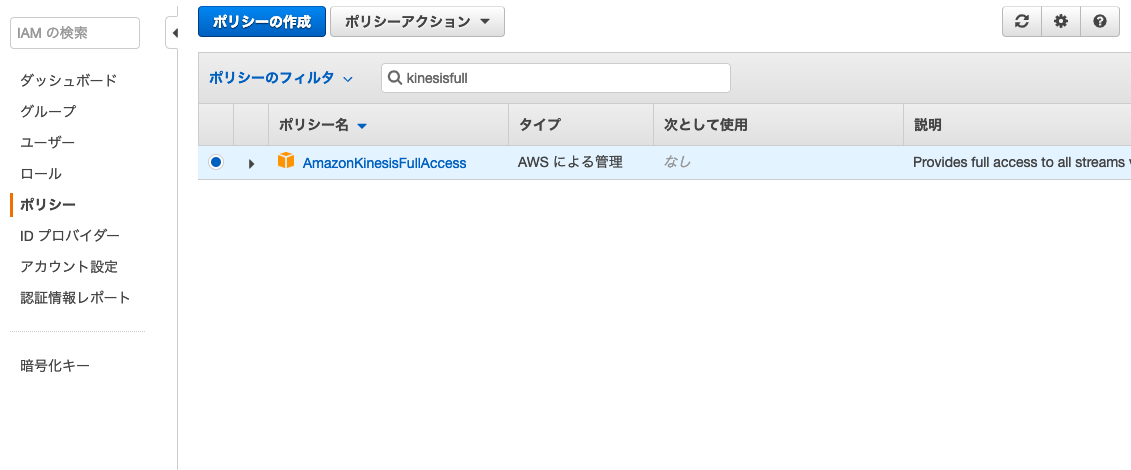 IAM の検索
ダッシュボード
グループ
ユーザー
ロール
ポリシー
ID プロバイダー
アカウント設定
認証情報レポート
暗号化キー
ポリシーの作成 ポリシーアクション
ポリシーのフィルタ kinesisfull
ポリシー名 タイプ 次として使用 説明
AmazonKinesisFullAccess AWS による管理 なし Provides full access to all streams